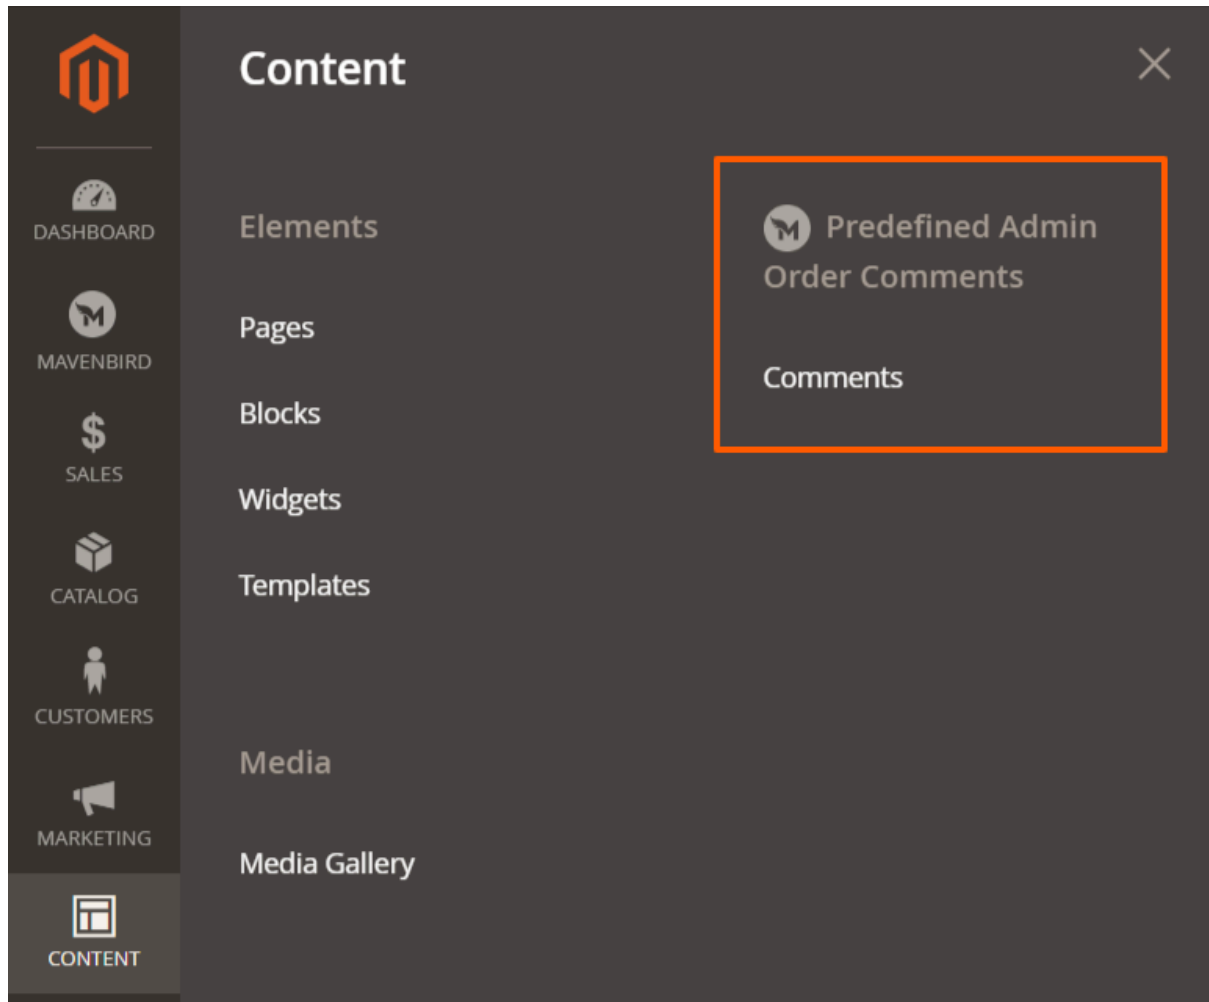 DASHBOARD
MAVENBIRD
SALES
CATALOG
CUSTOMERS
MARKETING
CONTENT
Content
Elements
Pages
Blocks
Widgets
Templates
Media
Media Gallery
Predefined Admin
Order Comments
Comments